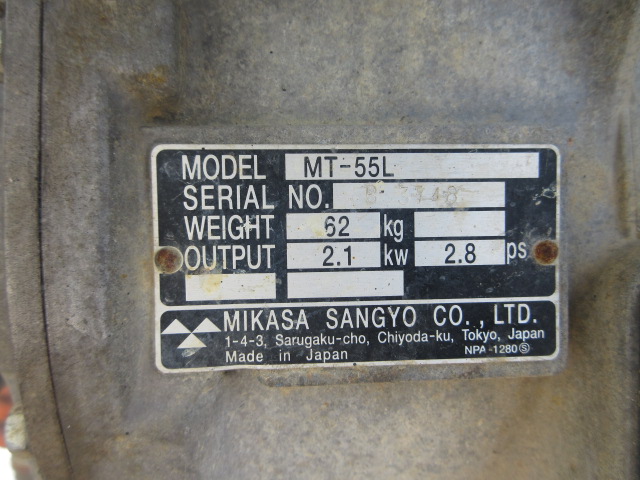 MODEL MT-55L
SERIAL NO.
WEIGHT 62 kg
OUTPUT 2.1 kw 2.8 ps
MIKASA SANGYO CO., LTD.
1-4-3, Sarugaku-cho, Chiyoda-ku, Tokyo, Japan
Made in Japan NPA-1280Ⓢ